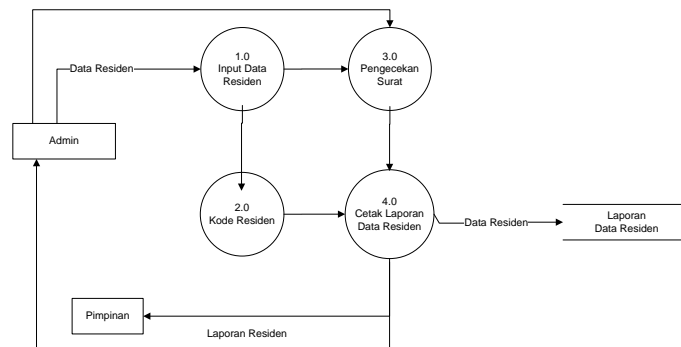 1.0
Input Data
Residen
3.0
Pengecekan
Surat
Data Residen
Admin
2.0
Kode Residen
4.0
Cetak Laporan
Data Residen
Data Residen
Laporan
Data Residen
Pimpinan
Laporan Residen